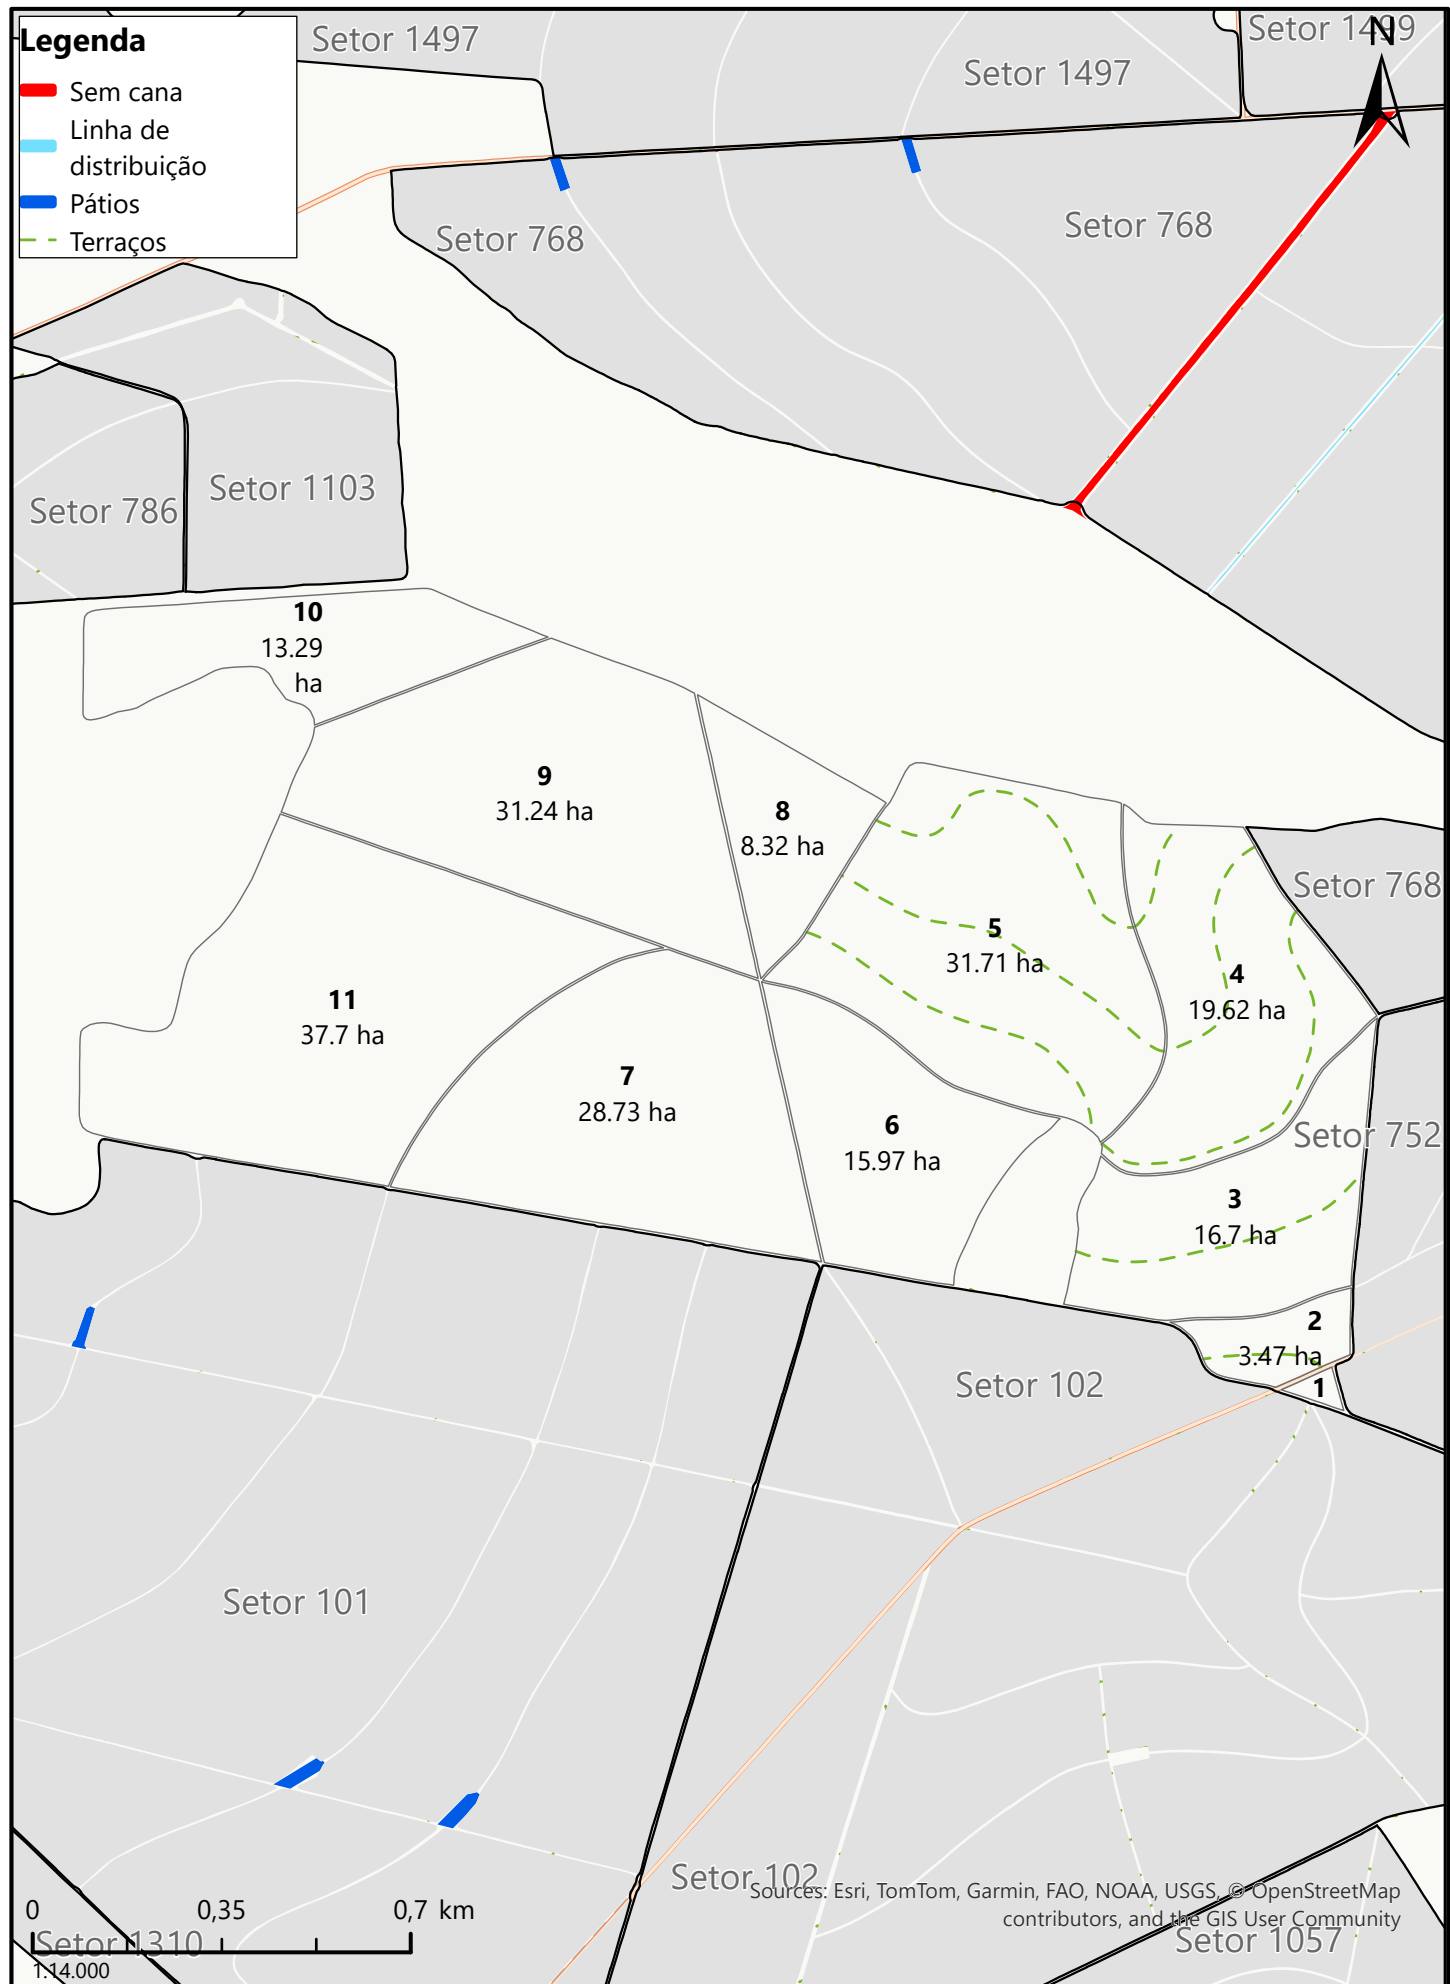 Legenda
Sem cana
Linha de
distribuição
Pátios
Terraços
Setor 1497
Setor 1499
N
Setor 1497
Setor 768
Setor 768
Setor 1103
Setor 786
10
13.29
ha
9
31.24 ha
8
8.32 ha
5
31.71 ha
4
19.62 ha
Setor 768
11
37.7 ha
7
28.73 ha
6
15.97 ha
Setor 752
3
16.7 ha
2
3.47 ha
1
Setor 102
Setor 101
Setor 102
Sources: Esri, TomTom, Garmin, FAO, NOAA, USGS, © OpenStreetMap
contributors, and the GIS User Community
0 0,35 0,7 km
Setor 1310
Setor 1057
1:14.000